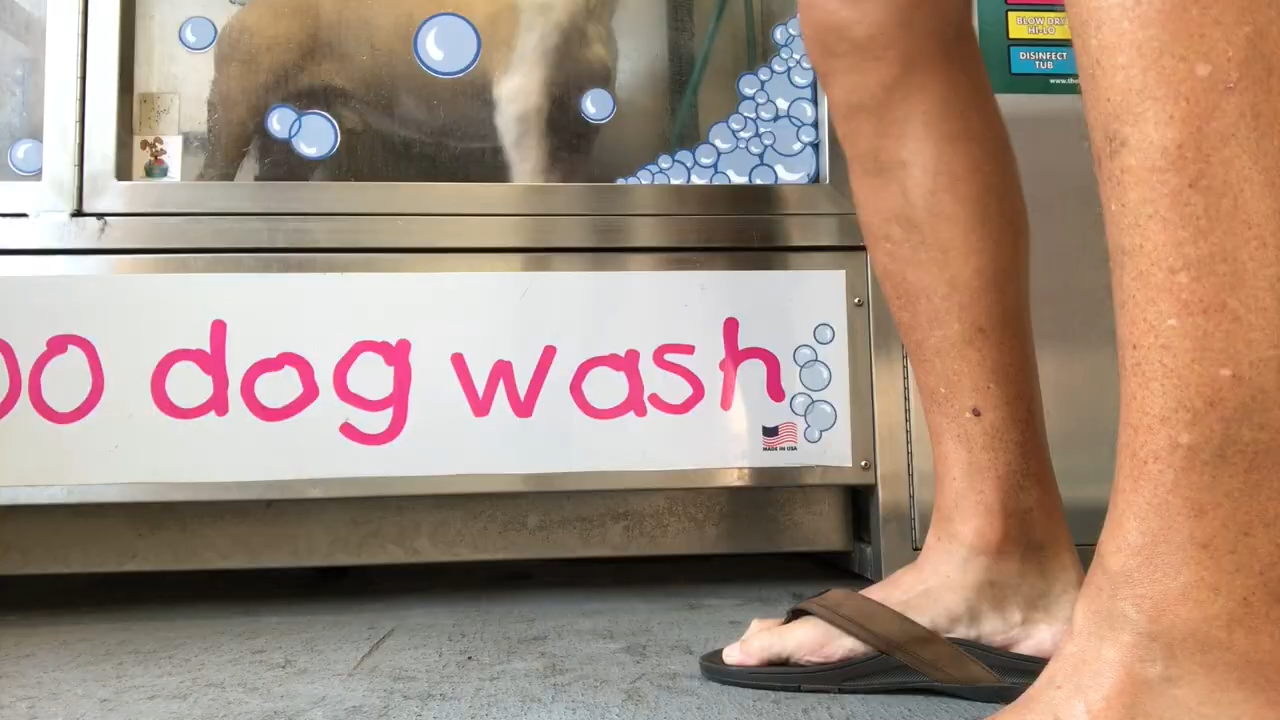 BLOW DRY
HI-LO
DISINFECT
TUB
dog wash
MADE IN USA